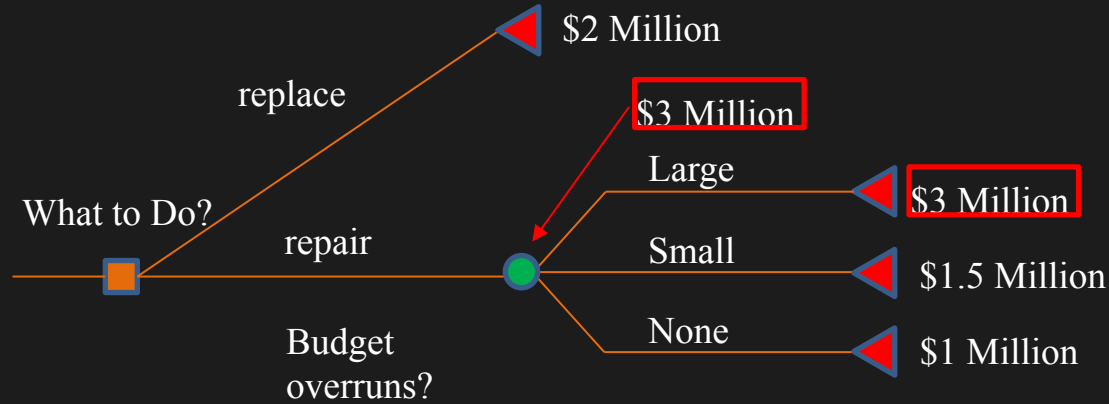 $2 Million
replace
$3 Million
Large
$3 Million
What to Do?
repair
Small
$1.5 Million
None
$1 Million
Budget
overruns?